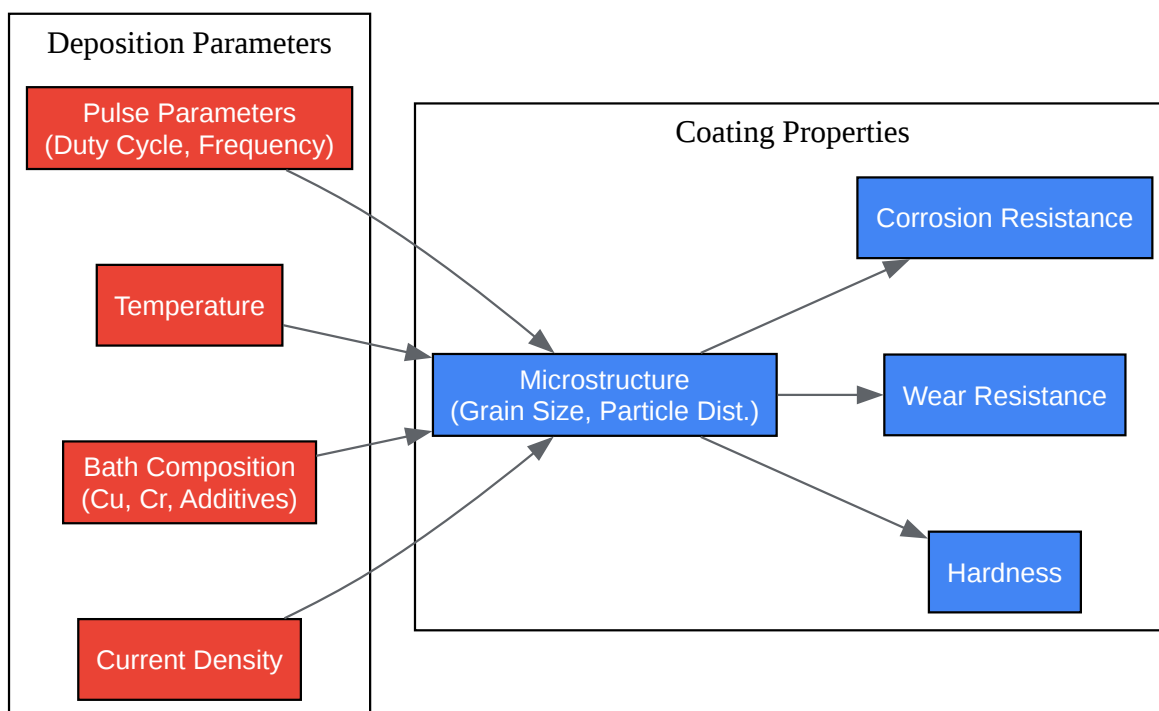 Deposition Parameters
Pulse Parameters
(Duty Cycle, Frequency)
Temperature
Bath Composition
(Cu, Cr, Additives)
Current Density
Coating Properties
Microstructure
(Grain Size, Particle Dist.)
Corrosion Resistance
Wear Resistance
Hardness